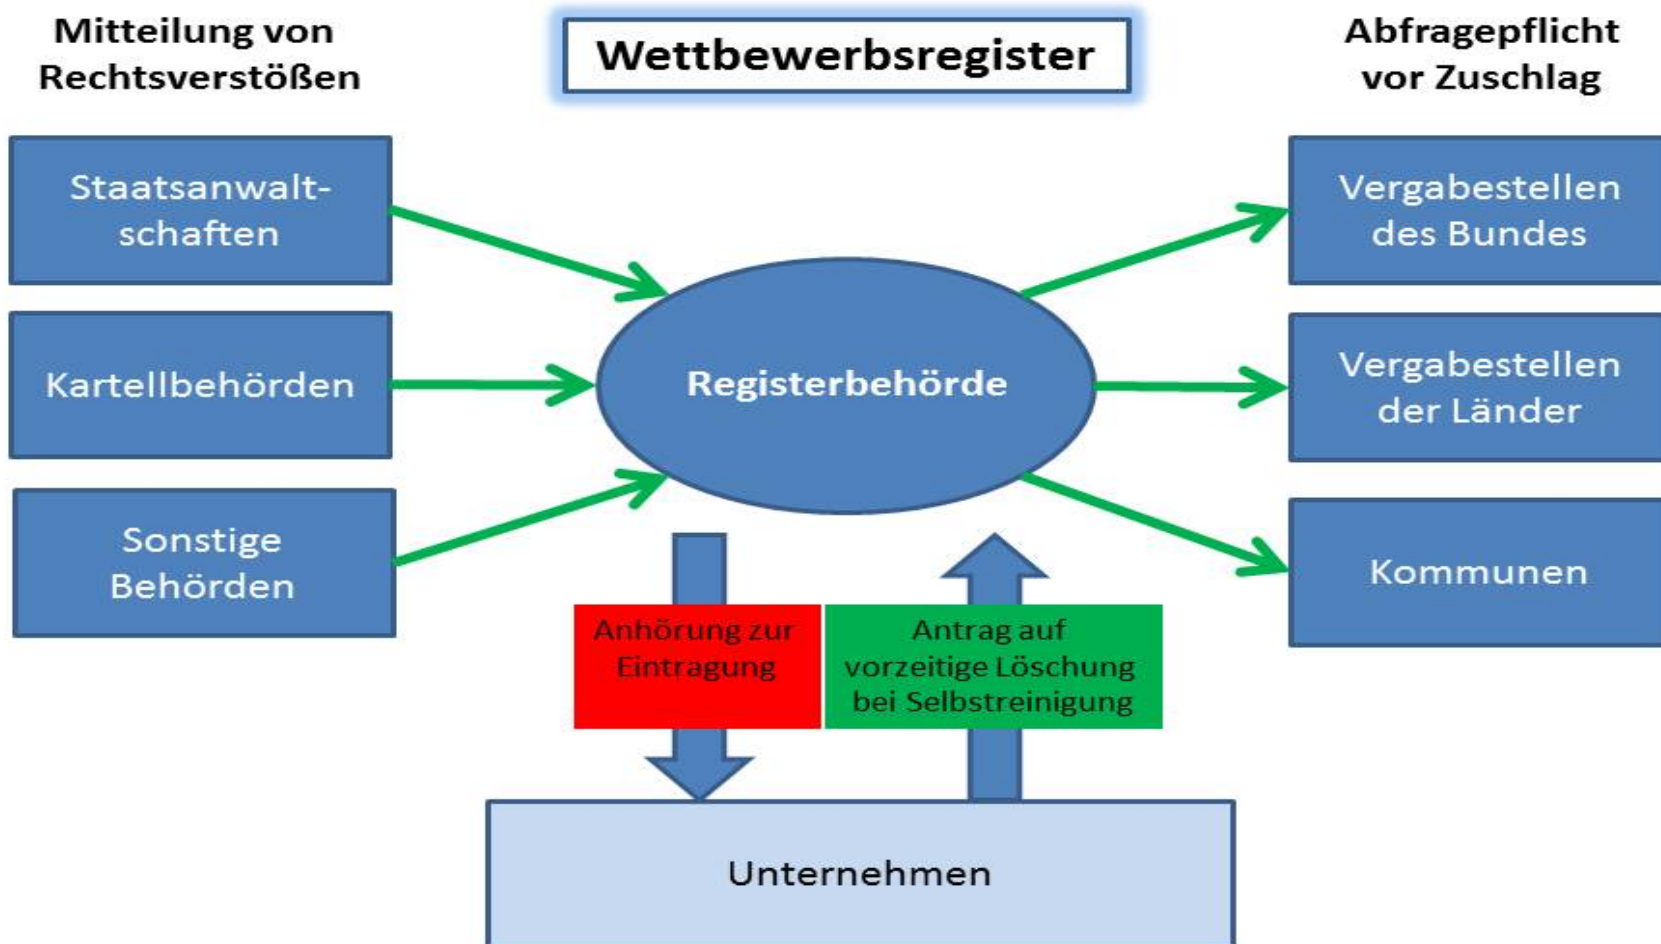 Mitteilung von
Rechtsverstößen
Wettbewerbsregister
Abfragepflicht
vor Zuschlag
Staatsanwalt-
schaften
Kartellbehörden
Sonstige
Behörden
Registerbehörde
Vergabestellen
des Bundes
Vergabestellen
der Länder
Kommunen
Anhörung zur
Eintragung
Antrag auf
vorzeitige Löschung
bei Selbstreinigung
Unternehmen